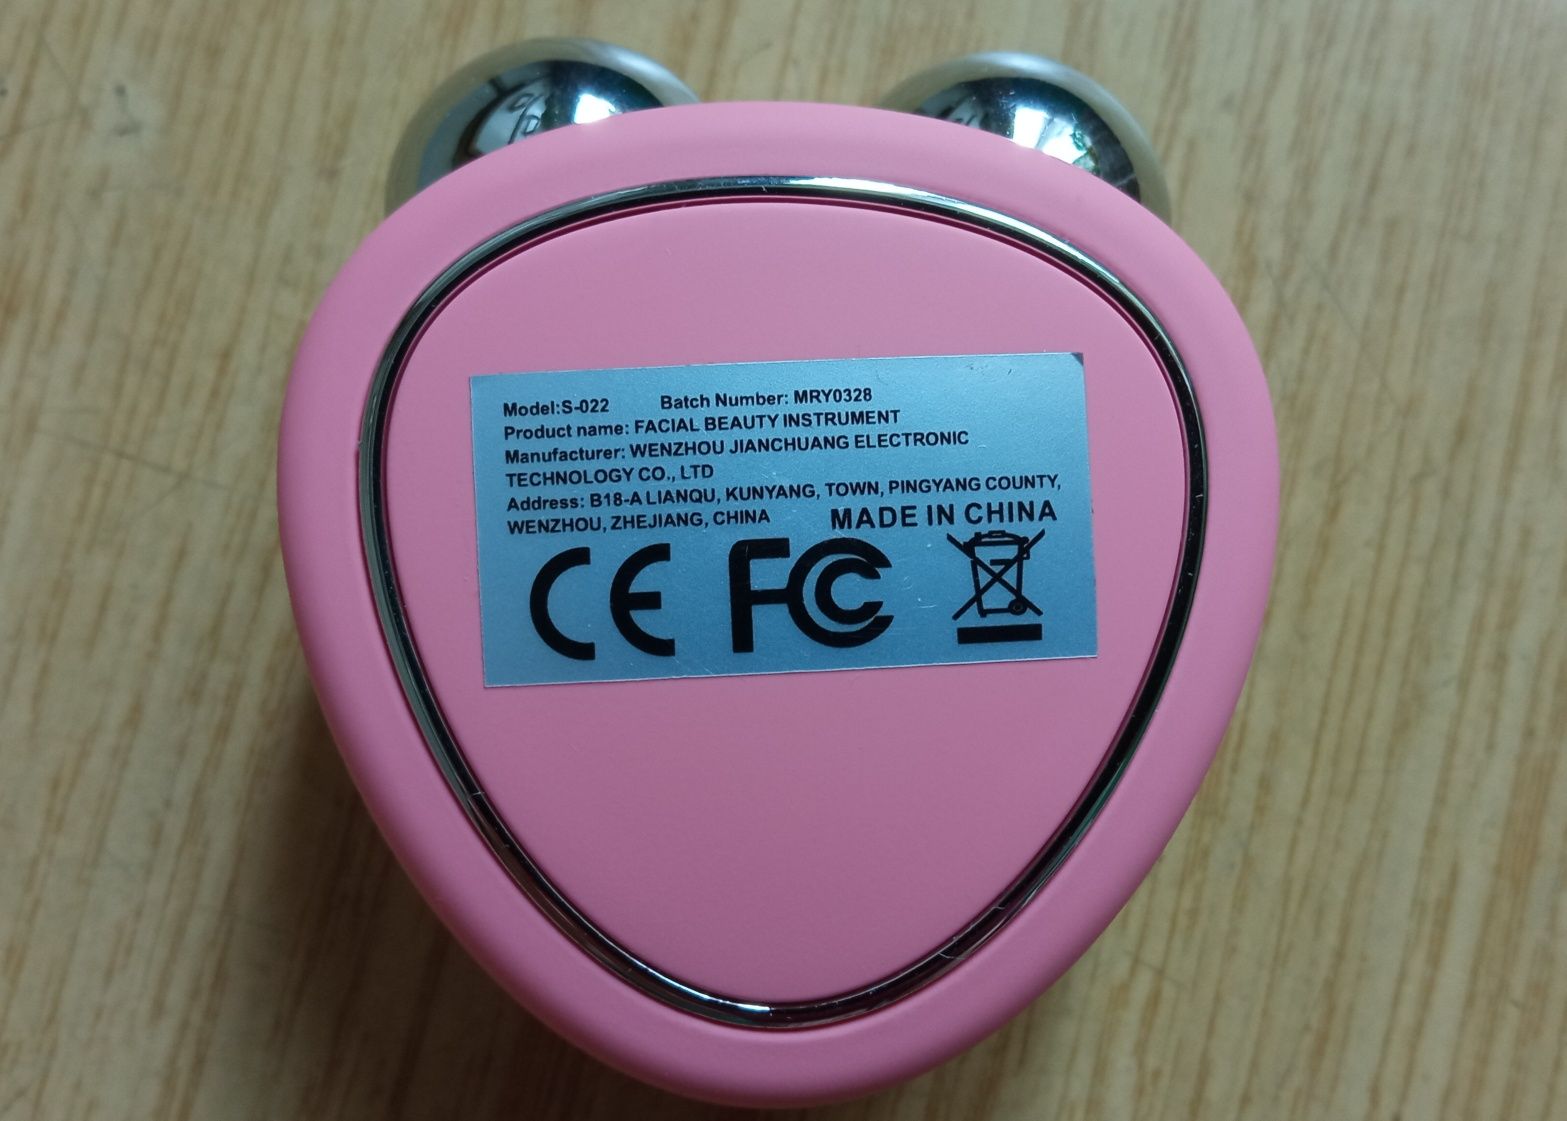 Model:S-022 Batch Number: MRY0328
Product name: FACIAL BEAUTY INSTRUMENT
Manufacturer: WENZHOU JIANCHUANG ELECTRONIC
TECHNOLOGY CO., LTD
Address: B18-A LIANQU, KUNYANG, TOWN, PINGYANG COUNTY,
WENZHOU, ZHEJIANG, CHINA MADE IN CHINA
CE FCC